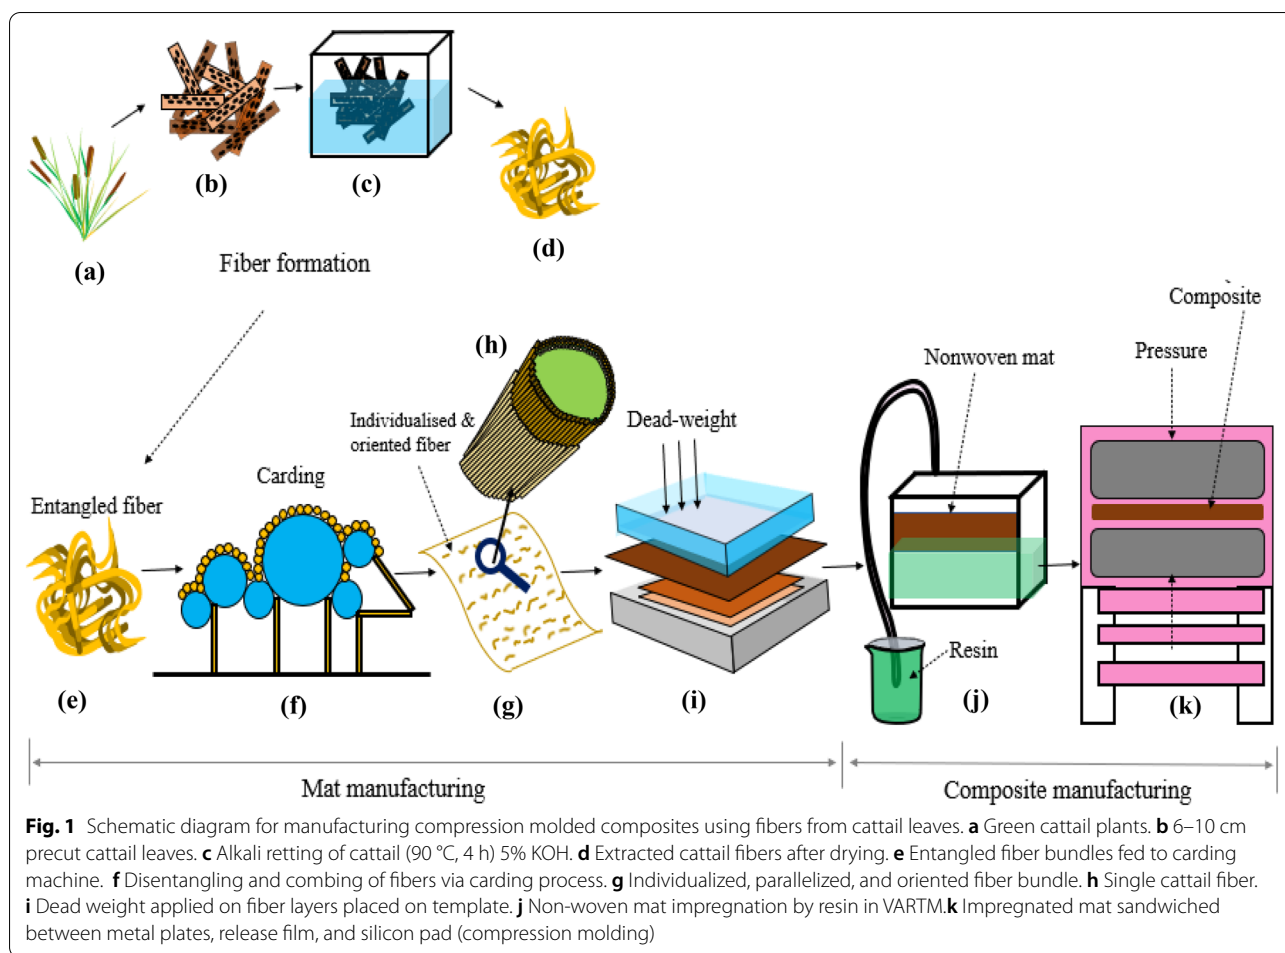 (a)
(b)
(c)
(d)
Fiber formation
Composite
(h)
Pressure
Nonwoven mat
Individualised &
oriented fiber
Dead-weight
Carding
Entangled fiber
Resin
(e)
(f)
(g)
(i)
(j)
(k)
Mat manufacturing
Composite manufacturing
Fig. 1 Schematic diagram for manufacturing compression molded composites using fibers from cattail leaves. a Green cattail plants. b 6–10 cm
precut cattail leaves. c Alkali retting of cattail (90 °C, 4 h) 5% KOH. d Extracted cattail fibers after drying. e Entangled fiber bundles fed to carding
machine. f Disentangling and combing of fibers via carding process. g Individualized, parallelized, and oriented fiber bundle. h Single cattail fiber.
i Dead weight applied on fiber layers placed on template. j Non-woven mat impregnation by resin in VARTM.k Impregnated mat sandwiched
between metal plates, release film, and silicon pad (compression molding)